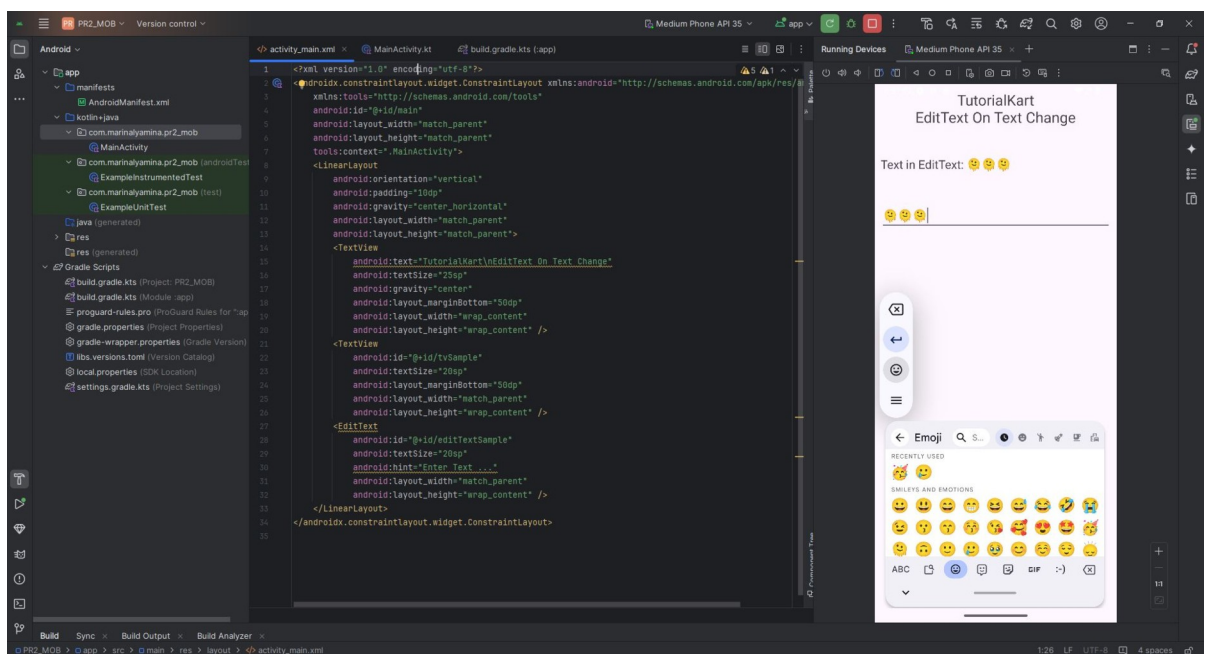 PR PR2_MOB Version control
Medium Phone API 35
app
Android
app
manifests
AndroidManifest.xml
kotlin+java
com.marinalyamina.pr2_mob
MainActivity
com.marinalyamina.pr2_mob (androidTest
ExampleInstrumentedTest
com.marinalyamina.pr2_mob (test)
ExampleUnitTest
java (generated)
res
res (generated)
Gradle Scripts
build.gradle.kts (Project: PR2_MOB)
build.gradle.kts (Module :app)
proguard-rules.pro (ProGuard Rules for ":ap
gradle.properties (Project Properties)
gradle-wrapper.properties (Gradle Version)
libs.versions.toml (Version Catalog)
local.properties (SDK Location)
settings.gradle.kts (Project Settings)
activity_main.xml MainActivity.kt build.gradle.kts (:app)
5 1
1 <?xml version="1.0" encoding="utf-8"?>
2 <androidx.constraintlayout.widget.ConstraintLayout xmlns:android="http://schemas.android.com/apk/res/a
3 xmlns:tools="http://schemas.android.com/tools"
4 android:id="@+id/main"
5 android:layout_width="match_parent"
6 android:layout_height="match_parent"
7 tools:context=".MainActivity">
8 <LinearLayout
9 android:orientation="vertical"
10 android:padding="10dp"
11 android:gravity="center_horizontal"
12 android:layout_width="match_parent"
13 android:layout_height="match_parent">
14 <TextView
15 android:text="TutorialKart\nEditText On Text Change"
16 android:textSize="25sp"
17 android:gravity="center"
18 android:layout_marginBottom="50dp"
19 android:layout_width="wrap_content"
20 android:layout_height="wrap_content" />
21 <TextView
22 android:id="@+id/tvSample"
23 android:textSize="20sp"
24 android:layout_marginBottom="50dp"
25 android:layout_width="match_parent"
26 android:layout_height="wrap_content" />
27 <EditText
28 android:id="@+id/editTextSample"
29 android:textSize="20sp"
30 android:hint="Enter Text ..."
31 android:layout_width="match_parent"
32 android:layout_height="wrap_content" />
33 </LinearLayout>
34 </androidx.constraintlayout.widget.ConstraintLayout>
35
Component Tree
Running Devices Medium Phone API 35
TutorialKart
EditText On Text Change
Text in EditText: 🫠🫠🫠
🫠🫠🫠
Emoji S...
RECENTLY USED
SMILEYS AND EMOTIONS
ABC GIF :-)
1:1
Build Sync Build Output Build Analyzer
PR2_MOB > app > src > main > res > layout > activity_main.xml
1:26 LF UTF-8 4 spaces